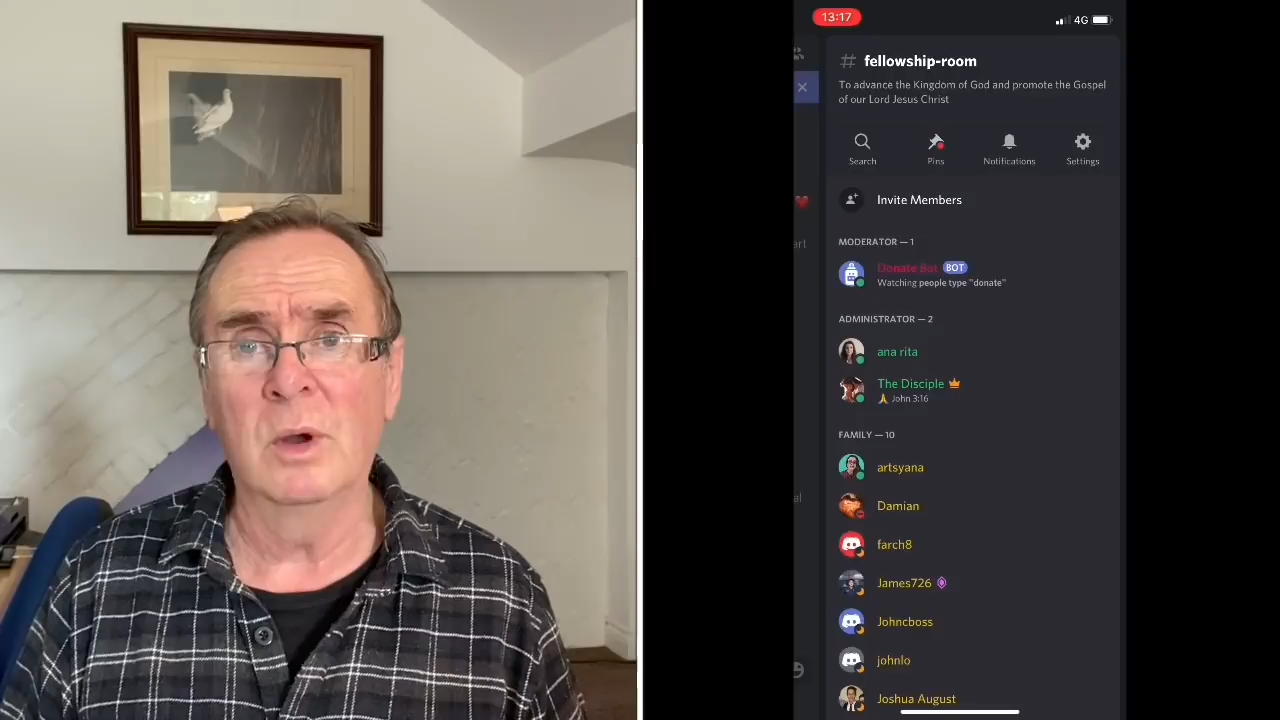 13:17
4G
# fellowship-room
To advance the Kingdom of God and promote the Gospel
of our Lord Jesus Christ
Search
Pins
Notifications
Settings
Invite Members
MODERATOR — 1
Donate Bot BOT
Watching people type "donate"
ADMINISTRATOR — 2
ana rita
The Disciple
🙏 John 3:16
FAMILY — 10
artsyana
Damian
farch8
James726
Johncboss
johnlo
Joshua August
art
al